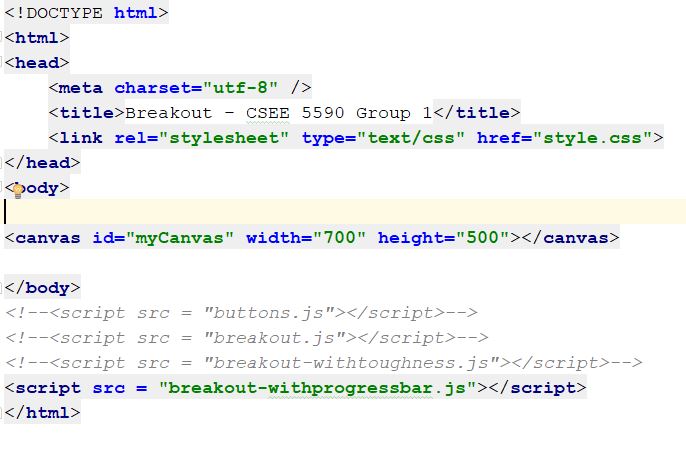 <!DOCTYPE html>
<html>
<head>
    <meta charset="utf-8" />
    <title>Breakout - CSEE 5590 Group 1</title>
    <link rel="stylesheet" type="text/css" href="style.css">
</head>
<body>
<canvas id="myCanvas" width="700" height="500"></canvas>
</body>
<!--<script src = "buttons.js"></script>-->
<!--<script src = "breakout.js"></script>-->
<!--<script src = "breakout-withtoughness.js"></script>-->
<script src = "breakout-withprogressbar.js"></script>
</html>